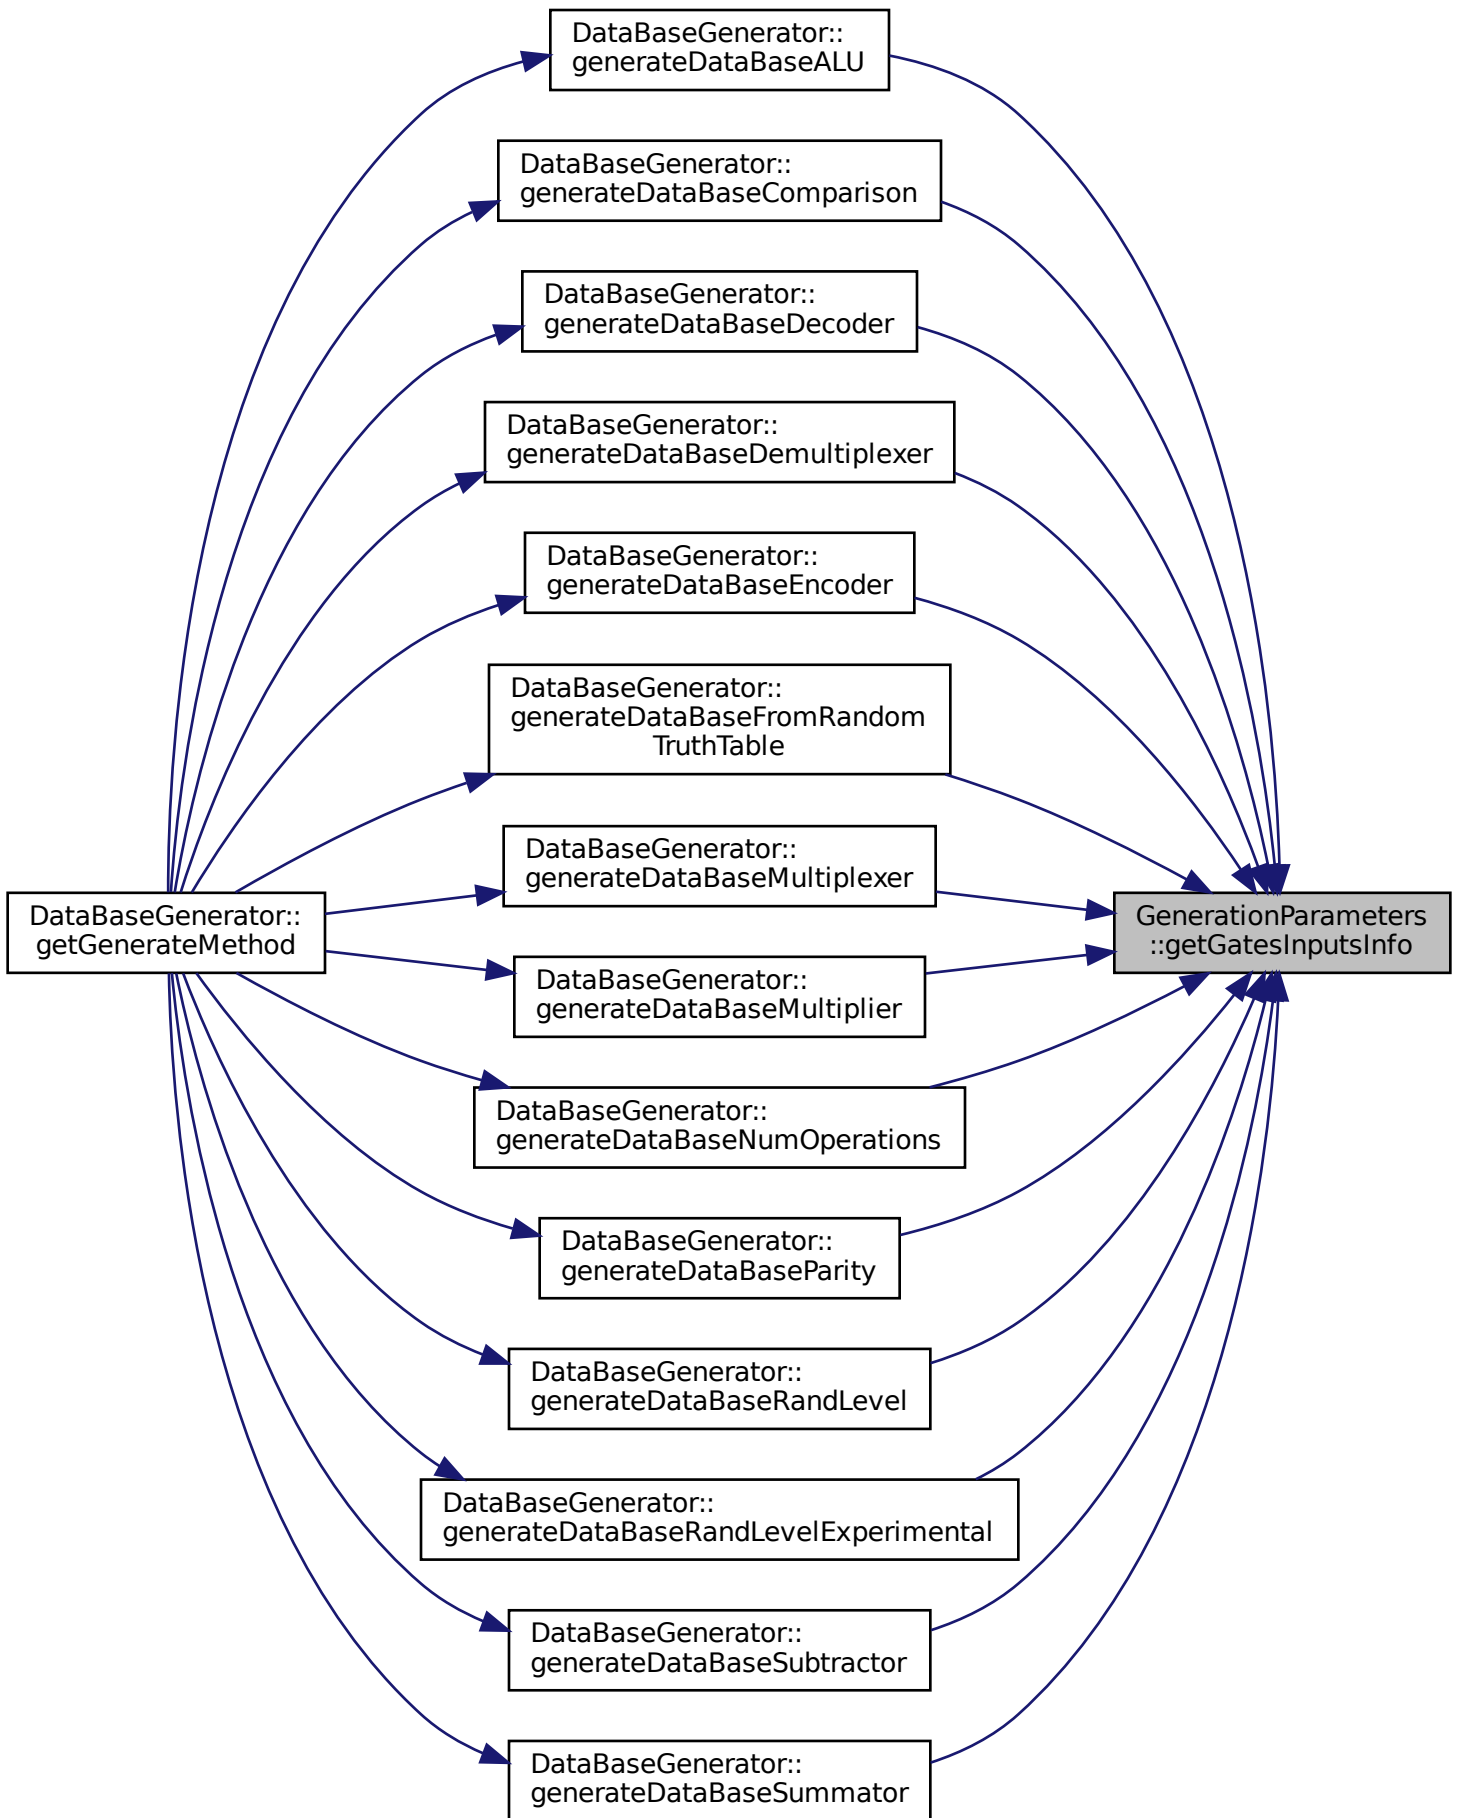 DataBaseGenerator::
generateDataBaseALU
DataBaseGenerator::
generateDataBaseComparison
DataBaseGenerator::
generateDataBaseDecoder
DataBaseGenerator::
generateDataBaseDemultiplexer
DataBaseGenerator::
generateDataBaseEncoder
DataBaseGenerator::
generateDataBaseFromRandom
TruthTable
DataBaseGenerator::
generateDataBaseMultiplexer
DataBaseGenerator::
getGenerateMethod
GenerationParameters
::getGatesInputsInfo
DataBaseGenerator::
generateDataBaseMultiplier
DataBaseGenerator::
generateDataBaseNumOperations
DataBaseGenerator::
generateDataBaseParity
DataBaseGenerator::
generateDataBaseRandLevel
DataBaseGenerator::
generateDataBaseRandLevelExperimental
DataBaseGenerator::
generateDataBaseSubtractor
DataBaseGenerator::
generateDataBaseSummator